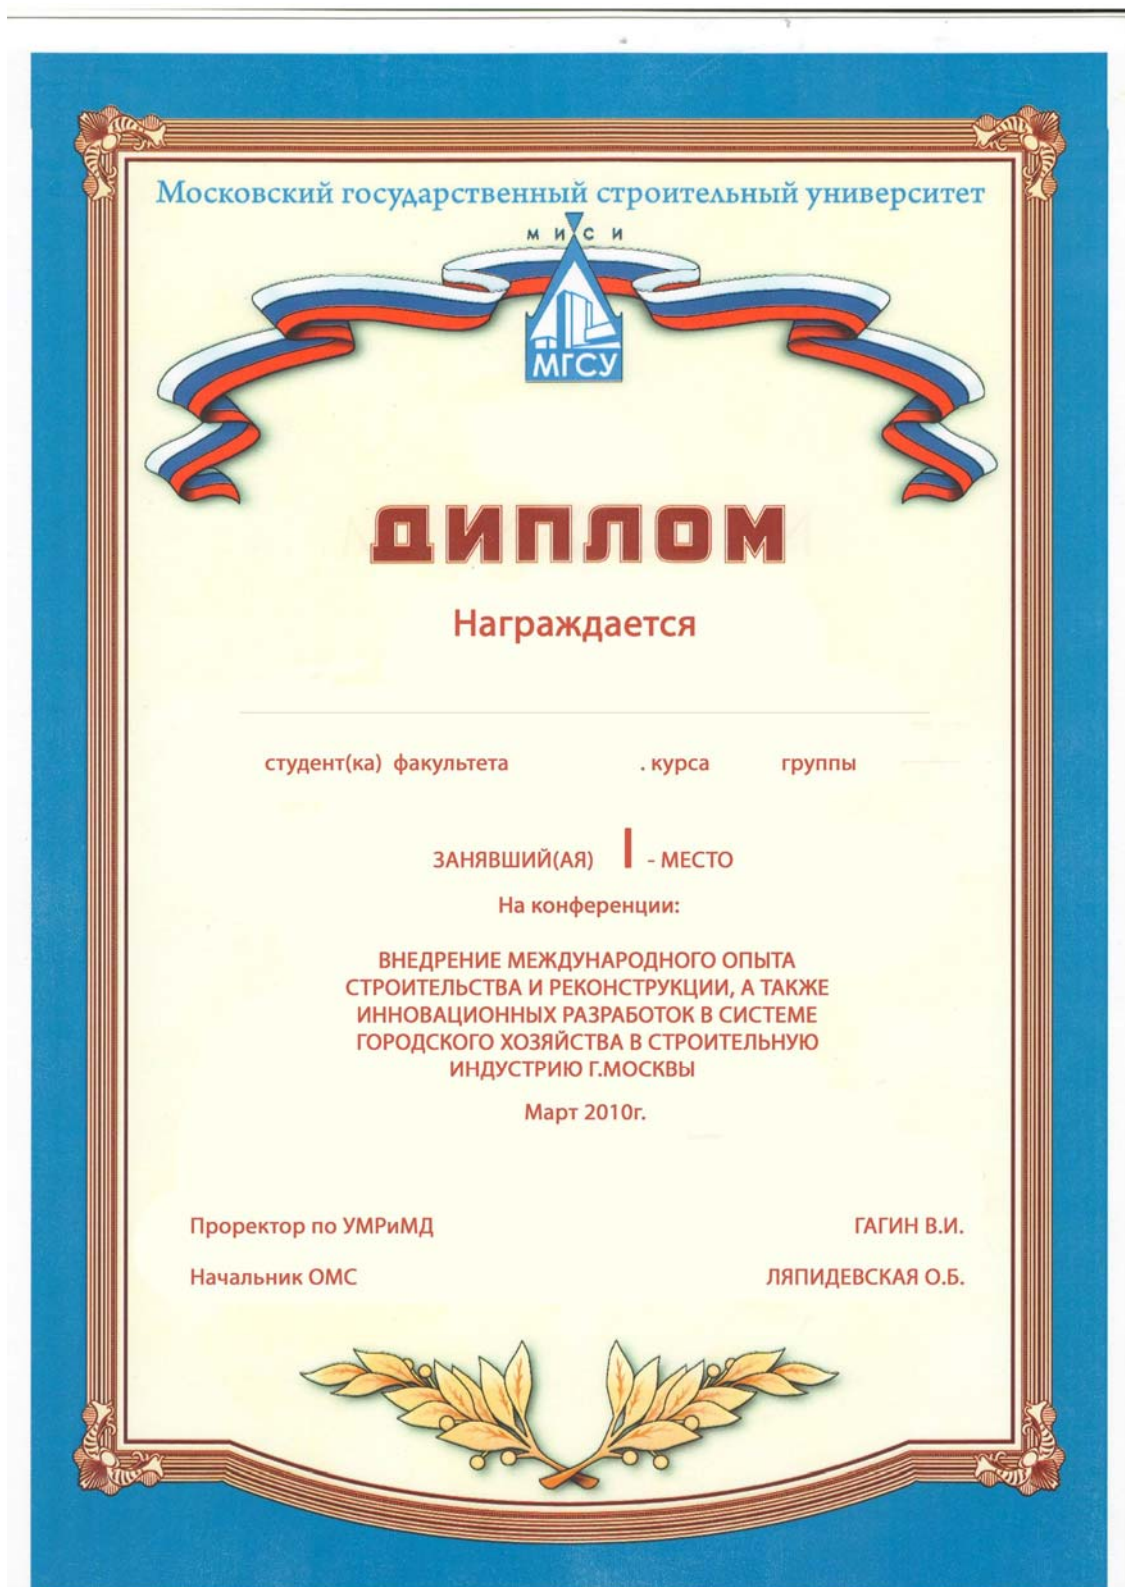 Московский государственный строительный университет
МИСИ
МГСУ
ДИПЛОМ
Награждается
студент(ка) факультета . курса группы
ЗАНЯВШИЙ(АЯ) I - МЕСТО
На конференции:
ВНЕДРЕНИЕ МЕЖДУНАРОДНОГО ОПЫТА
СТРОИТЕЛЬСТВА И РЕКОНСТРУКЦИИ, А ТАКЖЕ
ИННОВАЦИОННЫХ РАЗРАБОТОК В СИСТЕМЕ
ГОРОДСКОГО ХОЗЯЙСТВА В СТРОИТЕЛЬНУЮ
ИНДУСТРИЮ Г.МОСКВЫ
Март 2010г.
Проректор по УМРиМД ГАГИН В.И.
Начальник ОМС ЛЯПИДЕВСКАЯ О.Б.